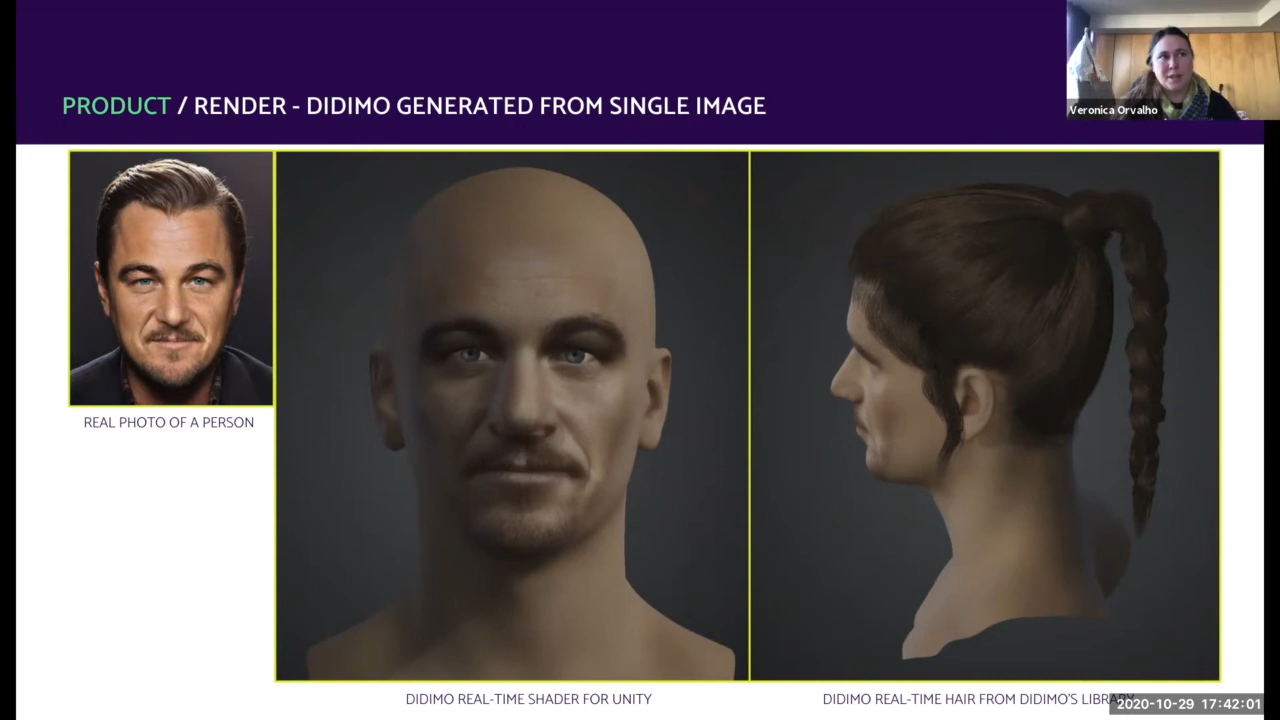 PRODUCT / RENDER - DIDIMO GENERATED FROM SINGLE IMAGE
Veronica Orvalho
REAL PHOTO OF A PERSON
DIDIMO REAL-TIME SHADER FOR UNITY
DIDIMO REAL-TIME HAIR FROM DIDIMO'S LIBRARY
2020-10-29 17:42:01